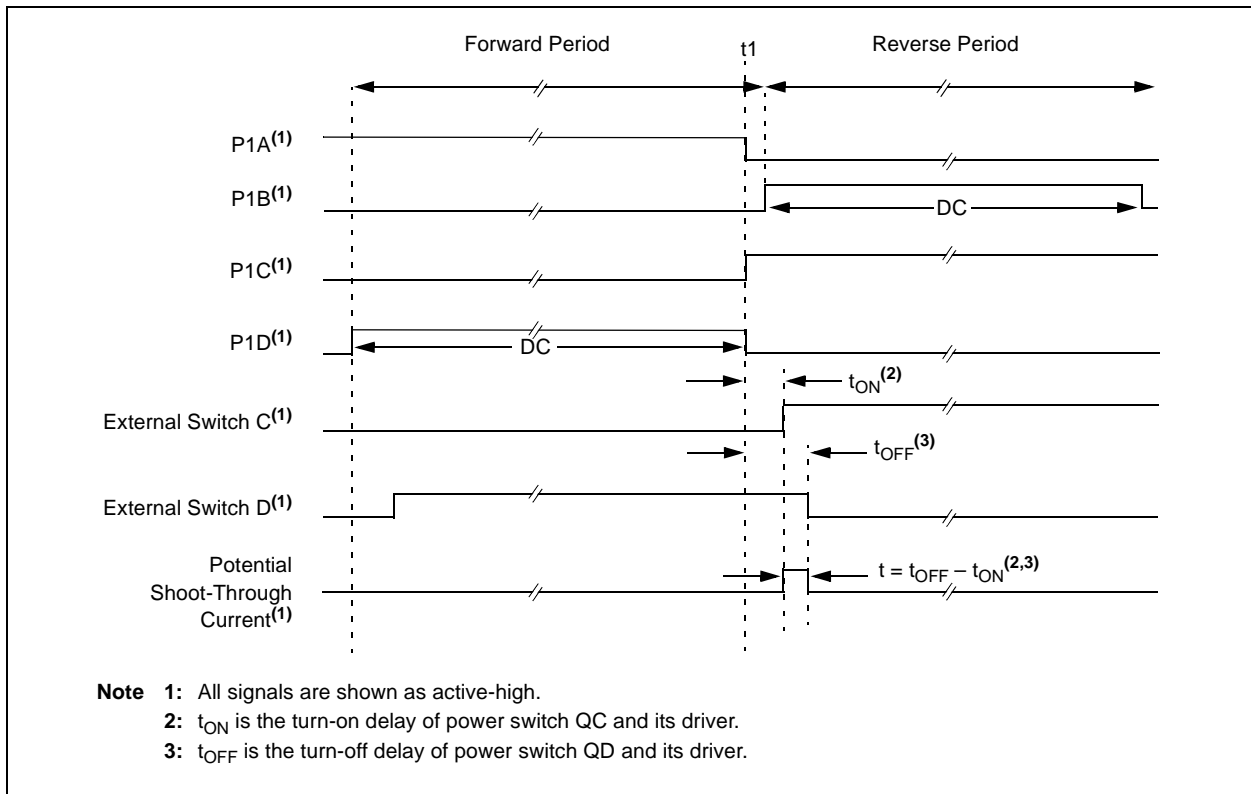 Forward Period
t1
Reverse Period
P1A(1)
P1B(1)
DC
P1C(1)
P1D(1)
DC
tON(2)
External Switch C(1)
tOFF(3)
External Switch D(1)
Potential
Shoot-Through
Current(1)
t = tOFF – tON(2,3)
Note 1: All signals are shown as active-high.
2: tON is the turn-on delay of power switch QC and its driver.
3: tOFF is the turn-off delay of power switch QD and its driver.